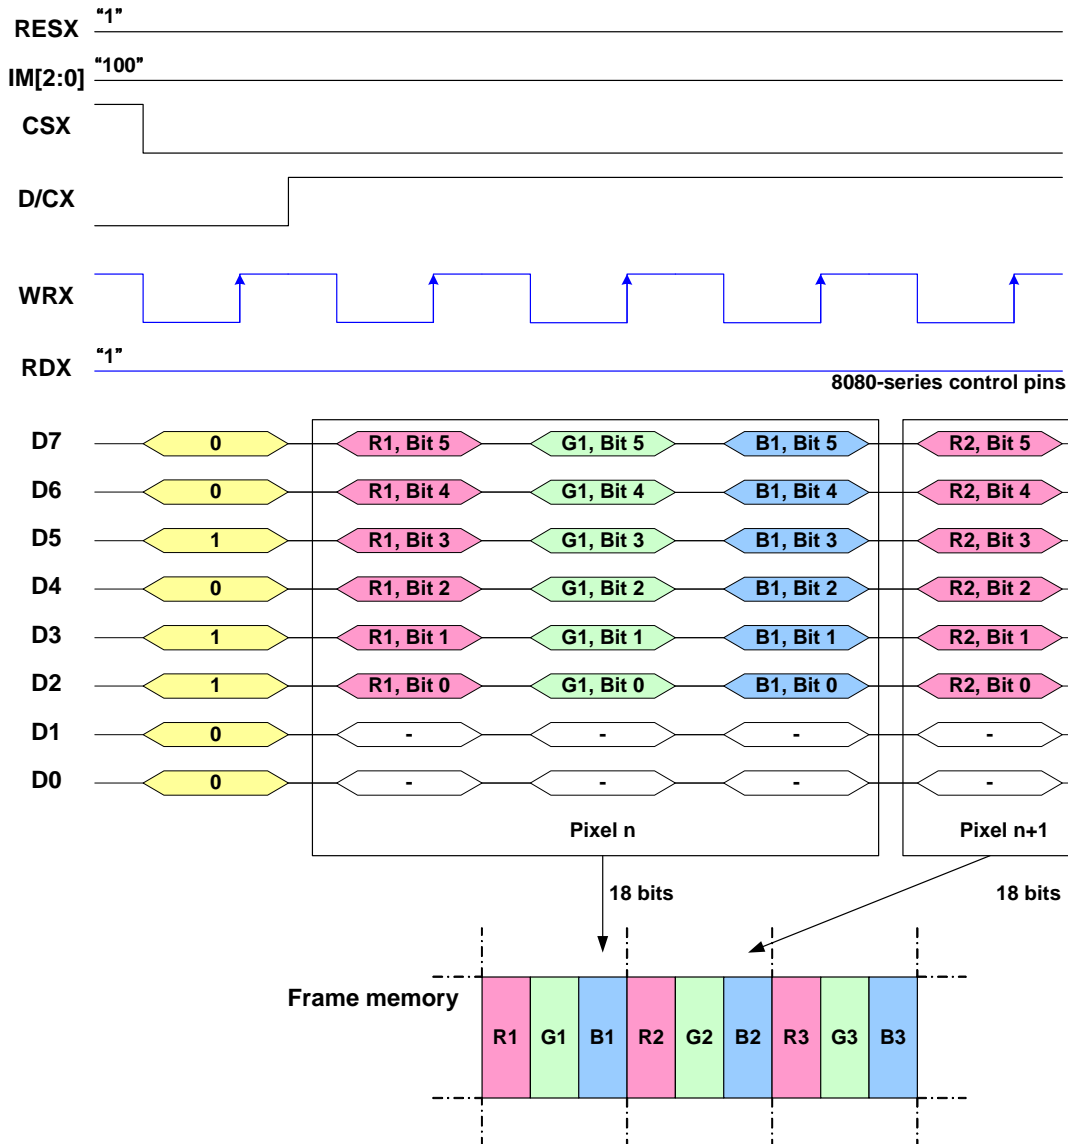 RESX "1"
IM[2:0] "100"
CSX
D/CX
WRX
RDX "1"
8080-series control pins
D7 0 R1, Bit 5 G1, Bit 5 B1, Bit 5 R2, Bit 5
D6 0 R1, Bit 4 G1, Bit 4 B1, Bit 4 R2, Bit 4
D5 1 R1, Bit 3 G1, Bit 3 B1, Bit 3 R2, Bit 3
D4 0 R1, Bit 2 G1, Bit 2 B1, Bit 2 R2, Bit 2
D3 1 R1, Bit 1 G1, Bit 1 B1, Bit 1 R2, Bit 1
D2 1 R1, Bit 0 G1, Bit 0 B1, Bit 0 R2, Bit 0
D1 0 - - - -
D0 0 - - - -
Pixel n Pixel n+1
18 bits 18 bits
Frame memory
R1 G1 B1 R2 G2 B2 R3 G3 B3